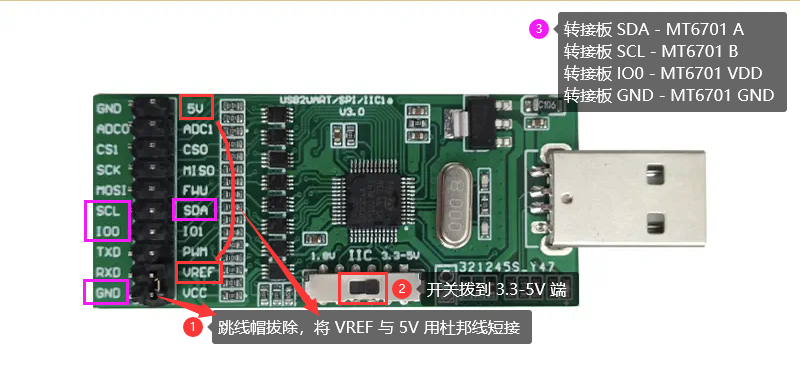 3
转接板 SDA - MT6701 A
转接板 SCL - MT6701 B
转接板 IO0 - MT6701 VDD
转接板 GND - MT6701 GND
USB2UART/SPI/IIC
V3.0
GND 5V
ADC0 ADC1
CS1 CS0
SCK MISO
MOSI FWU
SCL SDA
IO0 IO1
TXD PWM
RXD VREF
GND VCC
C106
1.8V IIC 3.3-5V
321245S_Y47
2 开关拨到 3.3-5V 端
1 跳线帽拔除，将 VREF 与 5V 用杜邦线短接